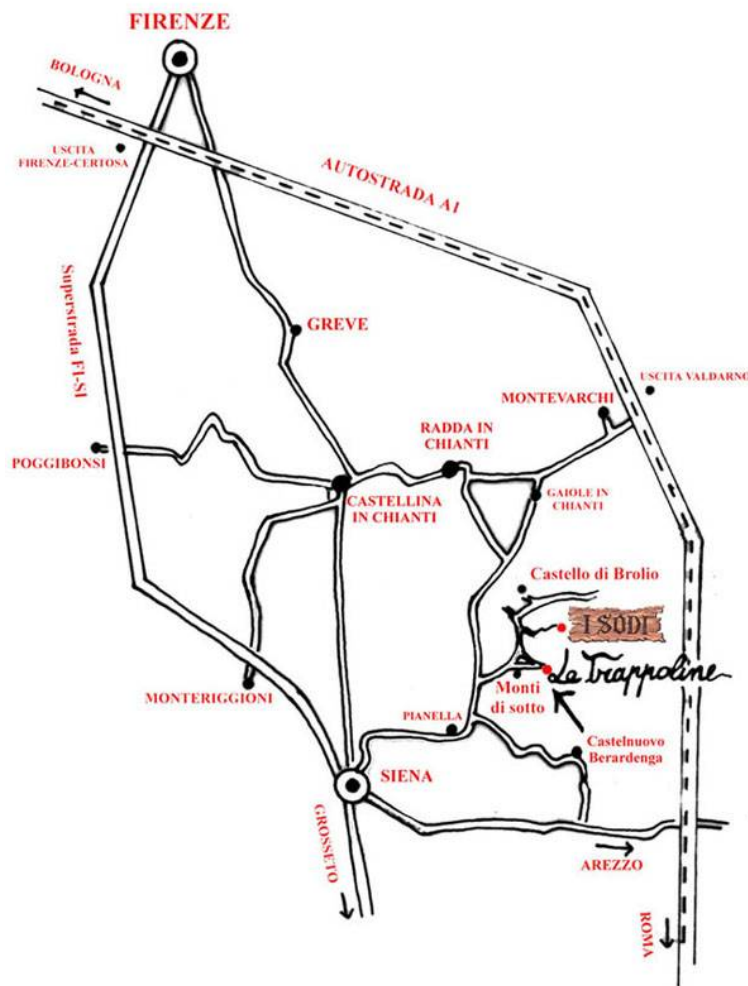 FIRENZE
BOLOGNA
USCITA
FIRENZE-CERTOSA
AUTOSTRADA A1
Superstrada FI-SI
GREVE
USCITA VALDARNO
MONTEVARCHI
RADDA IN
CHIANTI
POGGIBONSI
CASTELLINA
IN CHIANTI
GAIOLE IN
CHIANTI
Castello di Brolio
I SODI
Le Trappoline
Monti
di sotto
MONTERIGGIONI
PIANELLA
Castelnuovo
Berardenga
SIENA
GROSSETO
AREZZO
ROMA